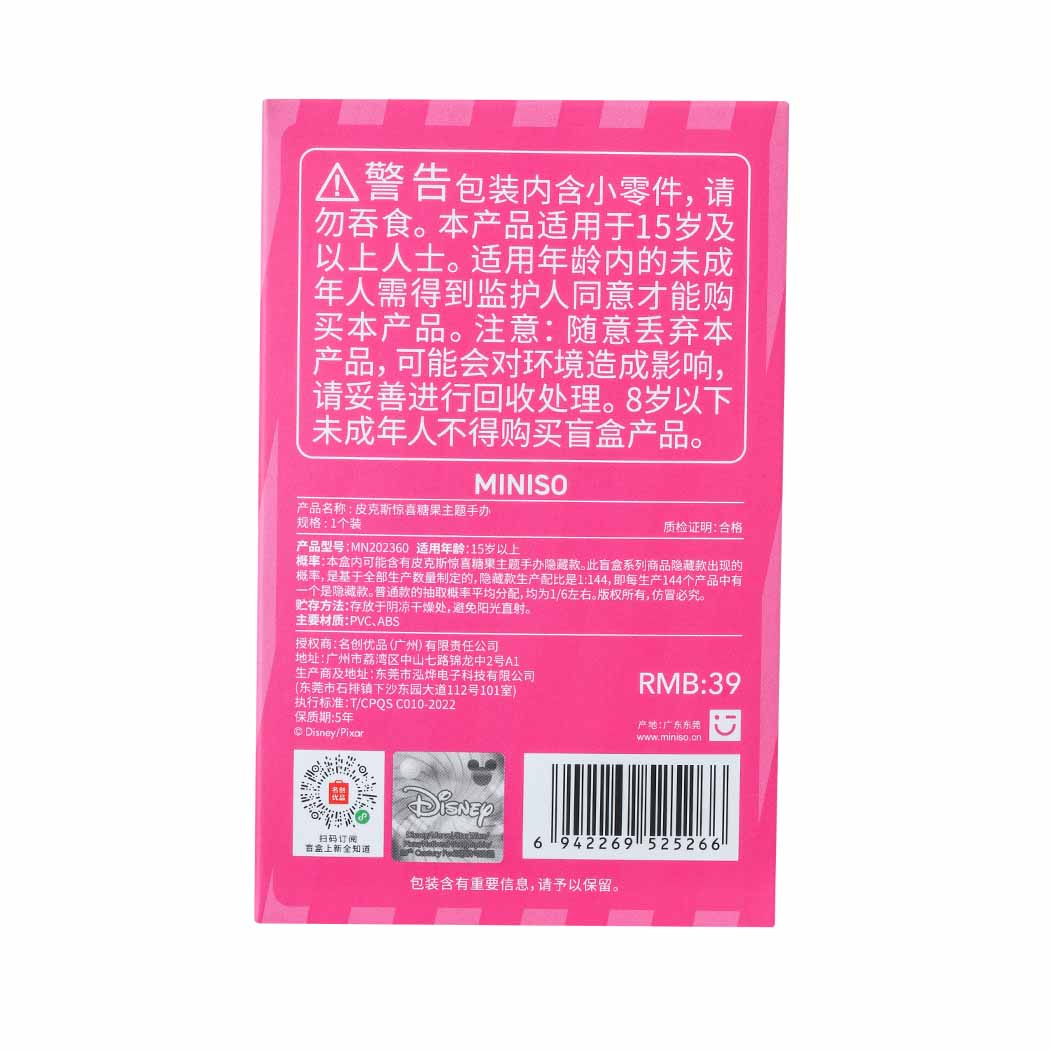 警告包装内含小零件，请
勿吞食。本产品适用于15岁及
以上人士。适用年龄内的未成
年人需得到监护人同意才能购
买本产品。注意：随意丢弃本
产品，可能会对环境造成影响，
请妥善进行回收处理。8岁以下
未成年人不得购买盲盒产品。
MINISO
产品名称：皮克斯惊喜糖果主题手办
规格：1个装
质检证明：合格
产品型号：MN202360 适用年龄：15岁以上
概率：本盒内可能含有皮克斯惊喜糖果主题手办隐藏款。此盲盒系列商品隐藏款出现的
概率，是基于全部生产数量制定的，隐藏款生产配比是1:144，即每生产144个产品中有
一个是隐藏款。普通款的抽取概率平均分配，均为1/6左右。版权所有，仿冒必究。
贮存方法：存放于阴凉干燥处，避免阳光直射。
主要材质：PVC、ABS
授权商：名创优品（广州）有限责任公司
地址：广州市荔湾区中山七路锦龙中2号A1
生产商及地址：东莞市泓烨电子科技有限公司
（东莞市石排镇下沙东园大道112号101室）
执行标准：T/CPQS C010-2022
保质期：5年
© Disney/Pixar
RMB:39
产地：广东东莞
www.miniso.cn
名创
优品
扫码订阅
盲盒上新全知道
Disney
6 942269 525266
包装含有重要信息，请予以保留。